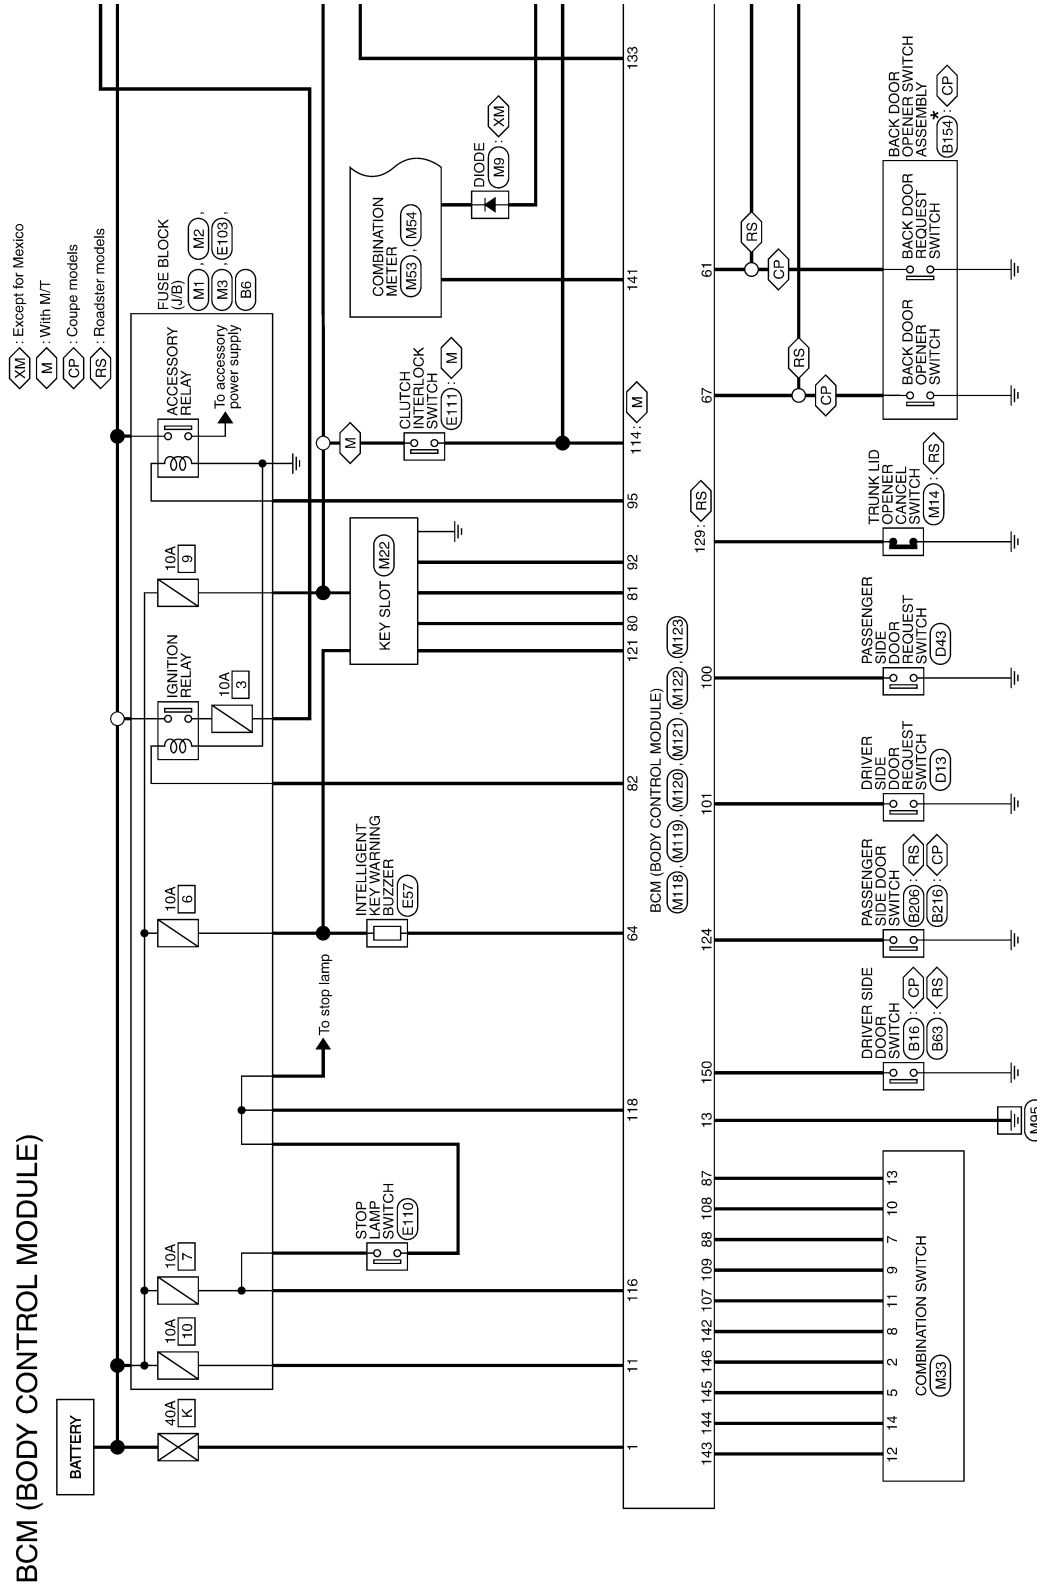 BCM (BODY CONTROL MODULE)
XM : Except for Mexico
M : With M/T
CP : Coupe models
RS : Roadster models
BATTERY
40A
K
10A
10
10A
7
10A
6
IGNITION
RELAY
10A
3
10A
9
ACCESSORY
RELAY
To accessory
power supply
FUSE BLOCK
(J/B)
M1 , M2 ,
M3 , E103 ,
B6
STOP
LAMP
SWITCH
E110
To stop lamp
INTELLIGENT
KEY WARNING
BUZZER
E57
KEY SLOT M22
M
CLUTCH
INTERLOCK
SWITCH
E111 : M
COMBINATION
METER
M53 , M54
DIODE
M9 : XM
1
11
116
118
64
82
121
80
81
92
95
114 : M
141
133
BCM (BODY CONTROL MODULE)
M118 , M119 , M120 , M121 , M122 , M123
143
144
145
146
142
107
109
88
108
87
13
150
124
101
100
129 : RS
67
61
RS
CP
RS
CP
12
14
5
2
8
11
9
7
10
13
COMBINATION SWITCH
M33
M95
DRIVER SIDE
DOOR
SWITCH
B16 : CP
B63 : RS
PASSENGER
SIDE DOOR
SWITCH
B206 : RS
B216 : CP
DRIVER
SIDE
DOOR
REQUEST
SWITCH
D13
PASSENGER
SIDE
DOOR
REQUEST
SWITCH
D43
TRUNK LID
OPENER
CANCEL
SWITCH
M14 : RS
BACK DOOR
OPENER
SWITCH
BACK DOOR
REQUEST
SWITCH
BACK DOOR
OPENER SWITCH
ASSEMBLY
B154 * : CP